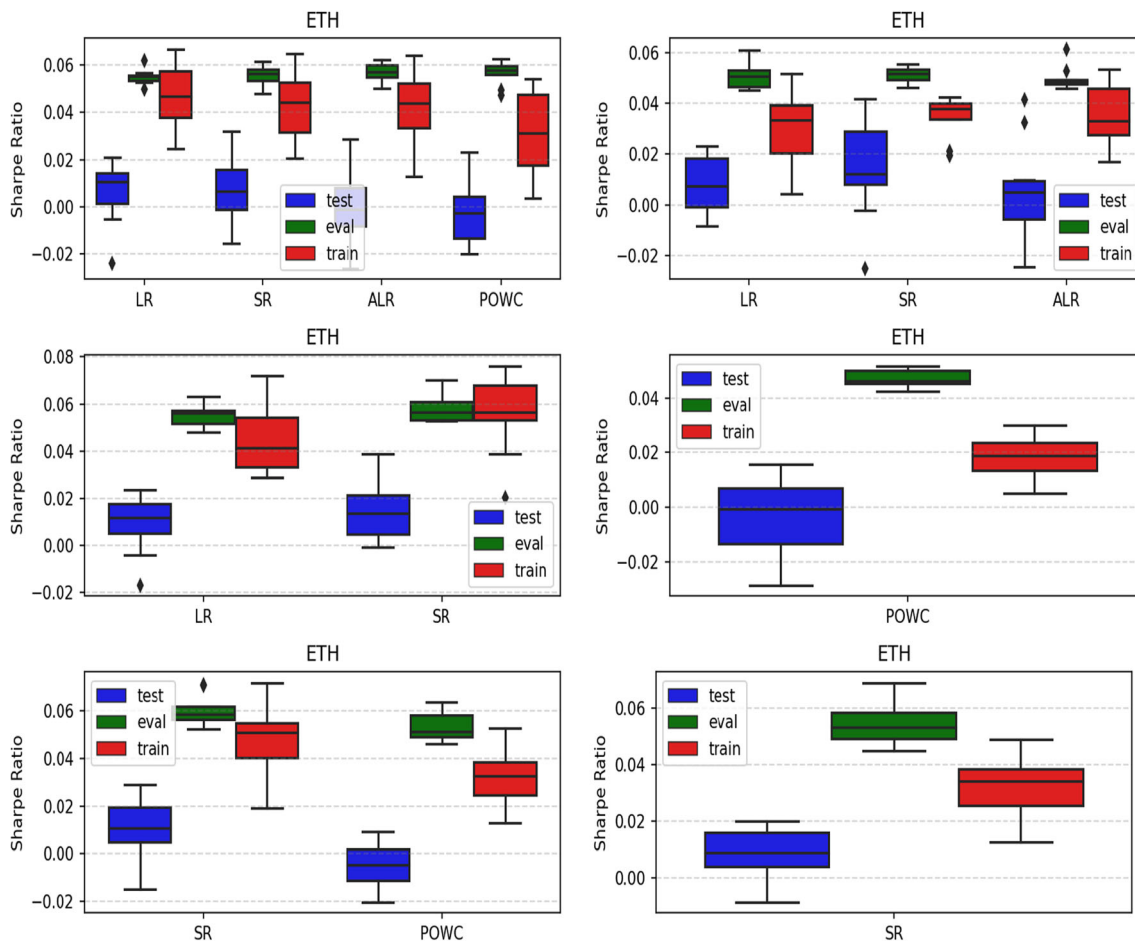 ETH
Sharpe Ratio
0.06
0.04
0.02
0.00
−0.02
test
eval
train
LR
SR
ALR
POWC
ETH
Sharpe Ratio
0.06
0.04
0.02
0.00
−0.02
test
eval
train
LR
SR
ALR
ETH
Sharpe Ratio
0.08
0.06
0.04
0.02
0.00
−0.02
test
eval
train
LR
SR
ETH
Sharpe Ratio
0.04
0.02
0.00
−0.02
test
eval
train
POWC
ETH
Sharpe Ratio
0.06
0.04
0.02
0.00
−0.02
test
eval
train
SR
POWC
ETH
Sharpe Ratio
0.06
0.04
0.02
0.00
test
eval
train
SR